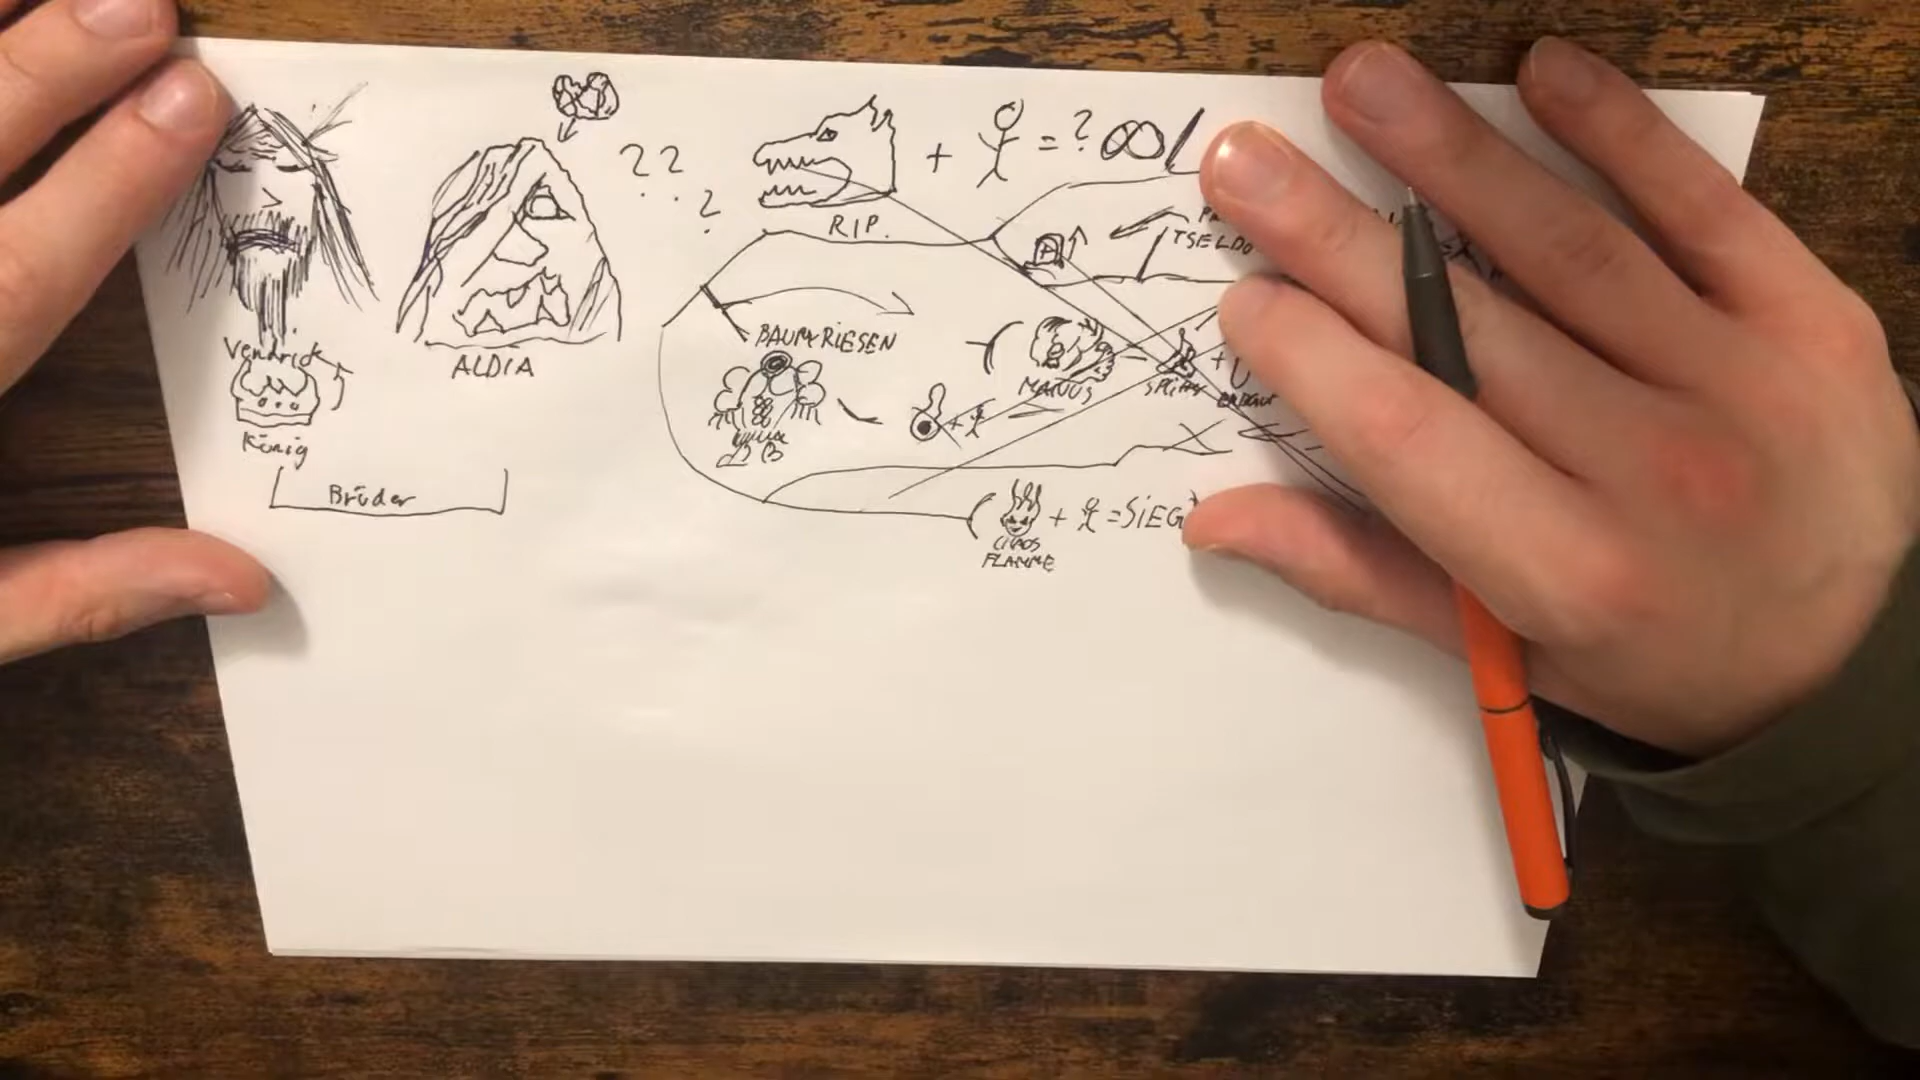 ? ?
?
+ = ? ∞
RIP.
TSELDO
BAUMRIESEN
Vendrick
ALDIA
MANUS
+
König
Brüder
+ = SIEG
CHAOS
FLAMME